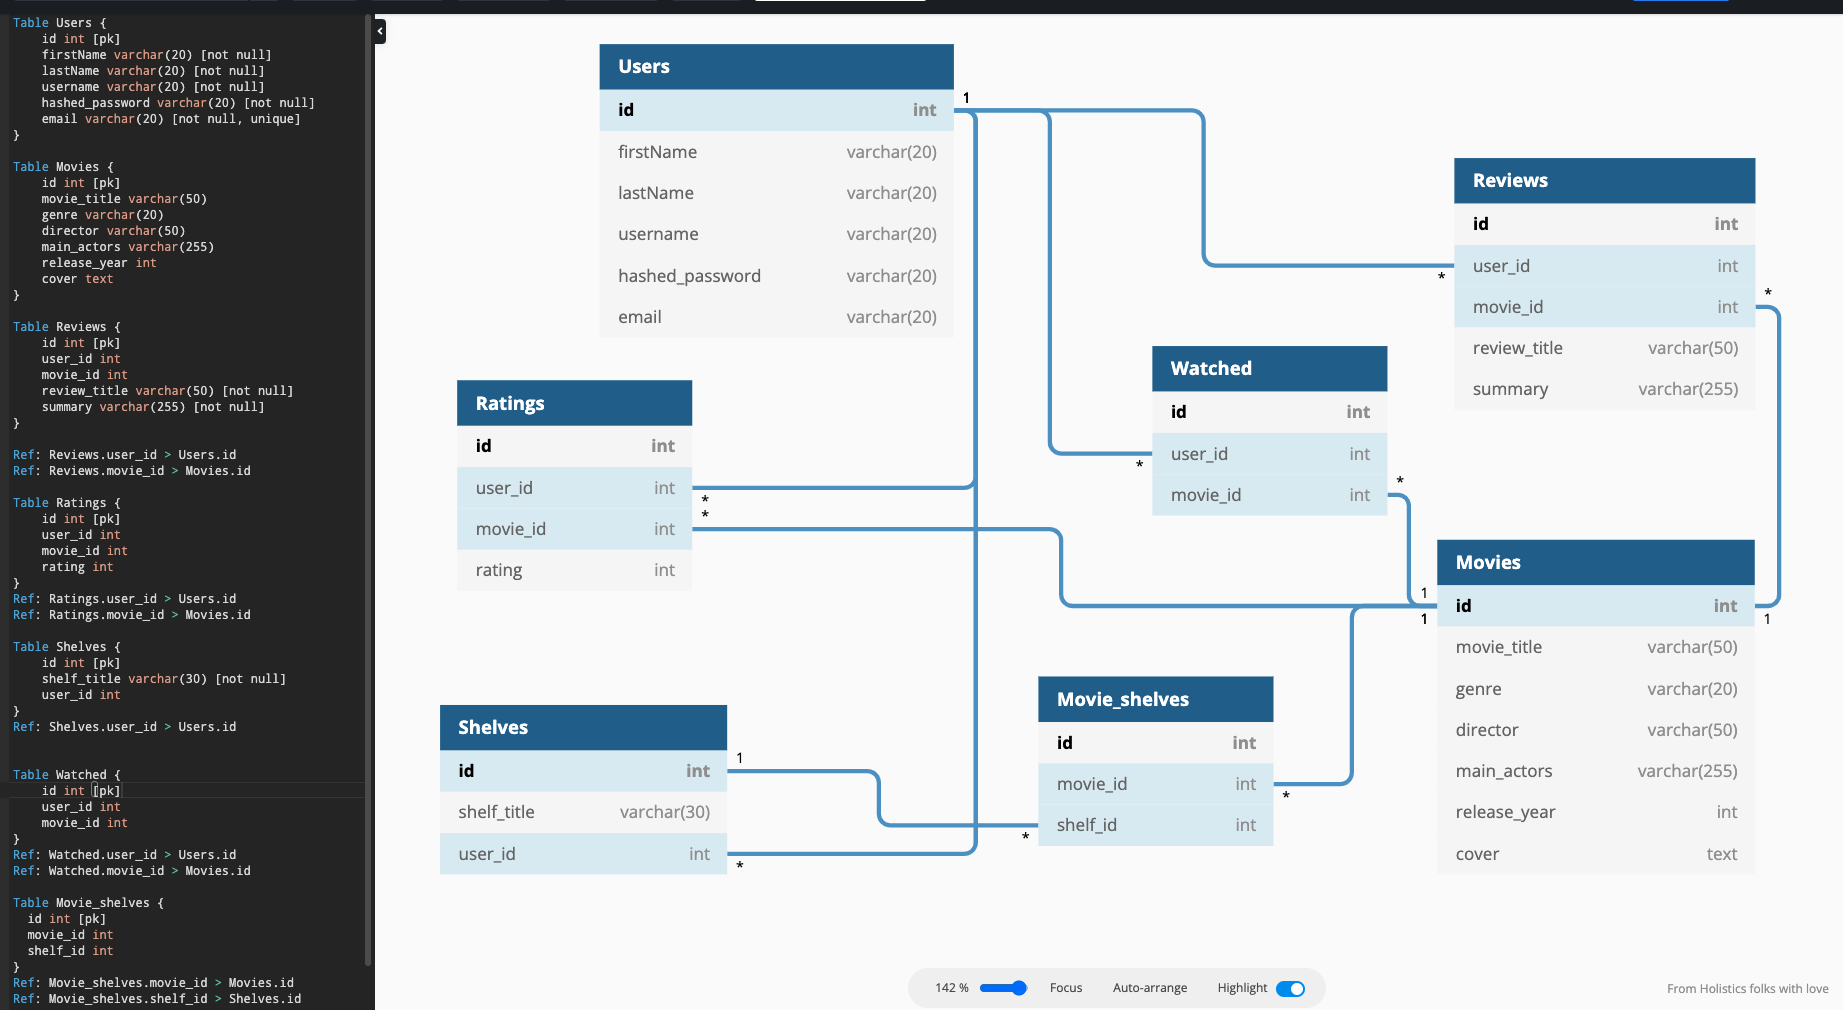 Table Users {
id int [pk]
firstName varchar(20) [not null]
lastName varchar(20) [not null]
username varchar(20) [not null]
hashed_password varchar(20) [not null]
email varchar(20) [not null, unique]
}
Table Movies {
id int [pk]
movie_title varchar(50)
genre varchar(20)
director varchar(50)
main_actors varchar(255)
release_year int
cover text
}
Table Reviews {
id int [pk]
user_id int
movie_id int
review_title varchar(50) [not null]
summary varchar(255) [not null]
}
Ref: Reviews.user_id > Users.id
Ref: Reviews.movie_id > Movies.id
Table Ratings {
id int [pk]
user_id int
movie_id int
rating int
}
Ref: Ratings.user_id > Users.id
Ref: Ratings.movie_id > Movies.id
Table Shelves {
id int [pk]
shelf_title varchar(30) [not null]
user_id int
}
Ref: Shelves.user_id > Users.id
Table Watched {
id int [pk]
user_id int
movie_id int
}
Ref: Watched.user_id > Users.id
Ref: Watched.movie_id > Movies.id
Table Movie_shelves {
id int [pk]
movie_id int
shelf_id int
}
Ref: Movie_shelves.movie_id > Movies.id
Ref: Movie_shelves.shelf_id > Shelves.id
Users
id int
1
firstName varchar(20)
lastName varchar(20)
username varchar(20)
hashed_password varchar(20)
email varchar(20)
Reviews
id int
* user_id int
movie_id int *
review_title varchar(50)
summary varchar(255)
Watched
id int
* user_id int
movie_id int *
Ratings
id int
user_id int *
movie_id int *
rating int
Movies
1
id int
1 1
movie_title varchar(50)
genre varchar(20)
director varchar(50)
main_actors varchar(255)
release_year int
cover text
Movie_shelves
id int
movie_id int *
* shelf_id int
Shelves
id int 1
shelf_title varchar(30)
user_id int *
142 % Focus Auto-arrange Highlight
From Holistics folks with love